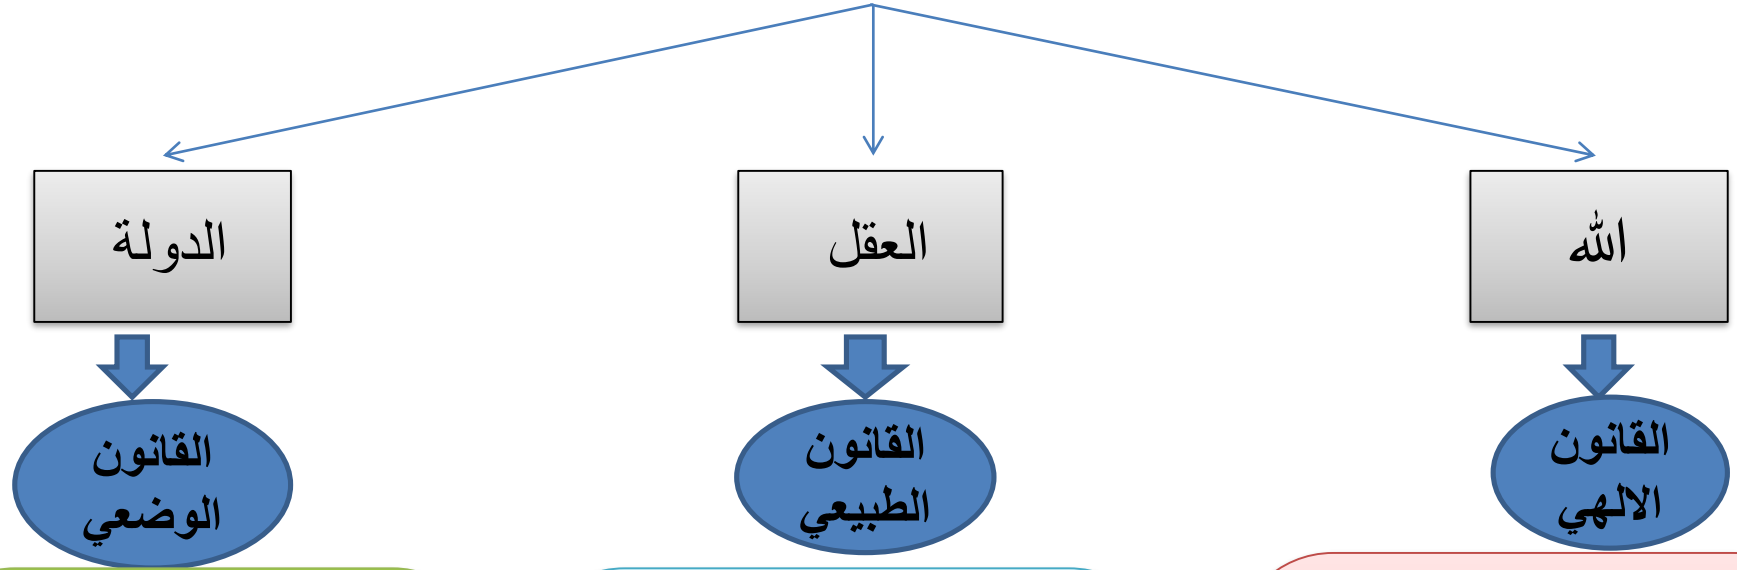 الله
العقل
الدولة
القانون
الالهي
القانون
الطبيعي
القانون
الوضعي